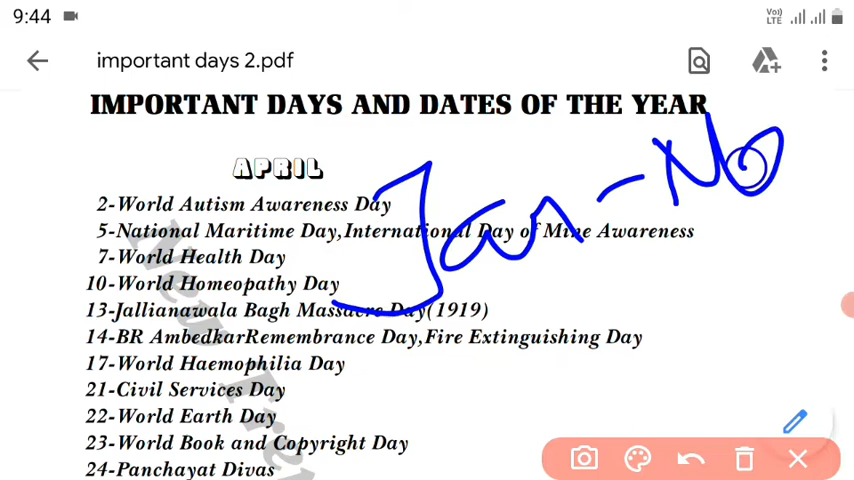 9:44 Vo) LTE
important days 2.pdf
IMPORTANT DAYS AND DATES OF THE YEAR
APRIL
2-World Autism Awareness Day
5-National Maritime Day,International Day of Mine Awareness
7-World Health Day
10-World Homeopathy Day
13-Jallianawala Bagh Massacre Day(1919)
14-BR AmbedkarRemembrance Day,Fire Extinguishing Day
17-World Haemophilia Day
21-Civil Services Day
22-World Earth Day
23-World Book and Copyright Day
24-Panchayat Divas
Jan-No